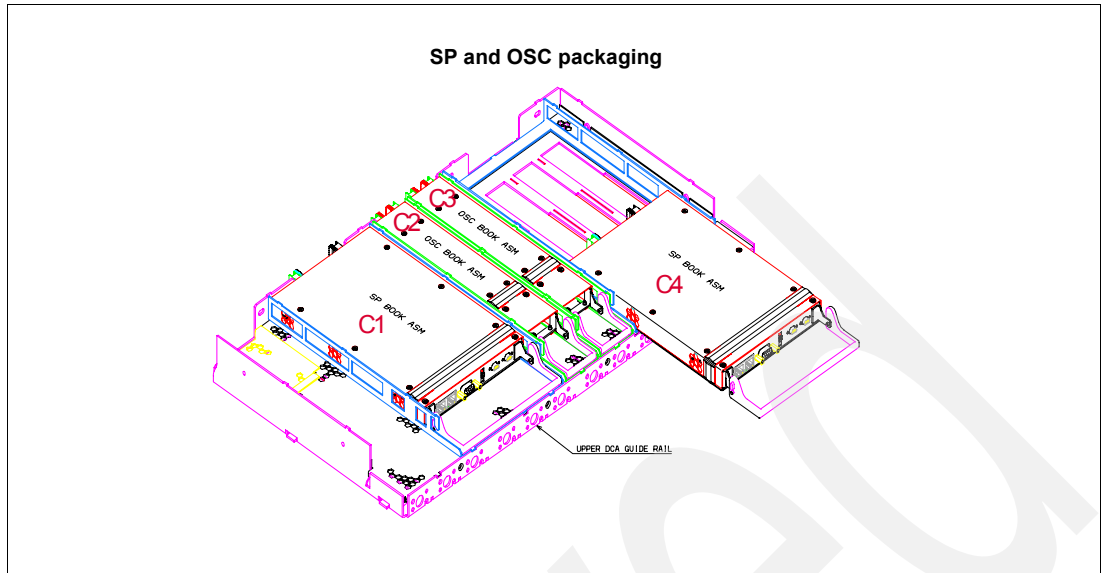 SP and OSC packaging
C3
OSC BOOK ASM
C2
OSC BOOK ASM
SP BOOK ASM
C4
SP BOOK ASM
C1
UPPER DCA GUIDE RAIL